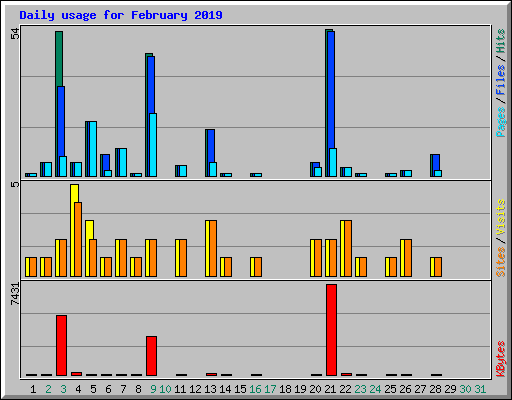 Daily usage for February 2019
54
Pages / Files / Hits
5
Sites / Visits
7431
KBytes
1 2 3 4 5 6 7 8 9 10 11 12 13 14 15 16 17 18 19 20 21 22 23 24 25 26 27 28 29 30 31